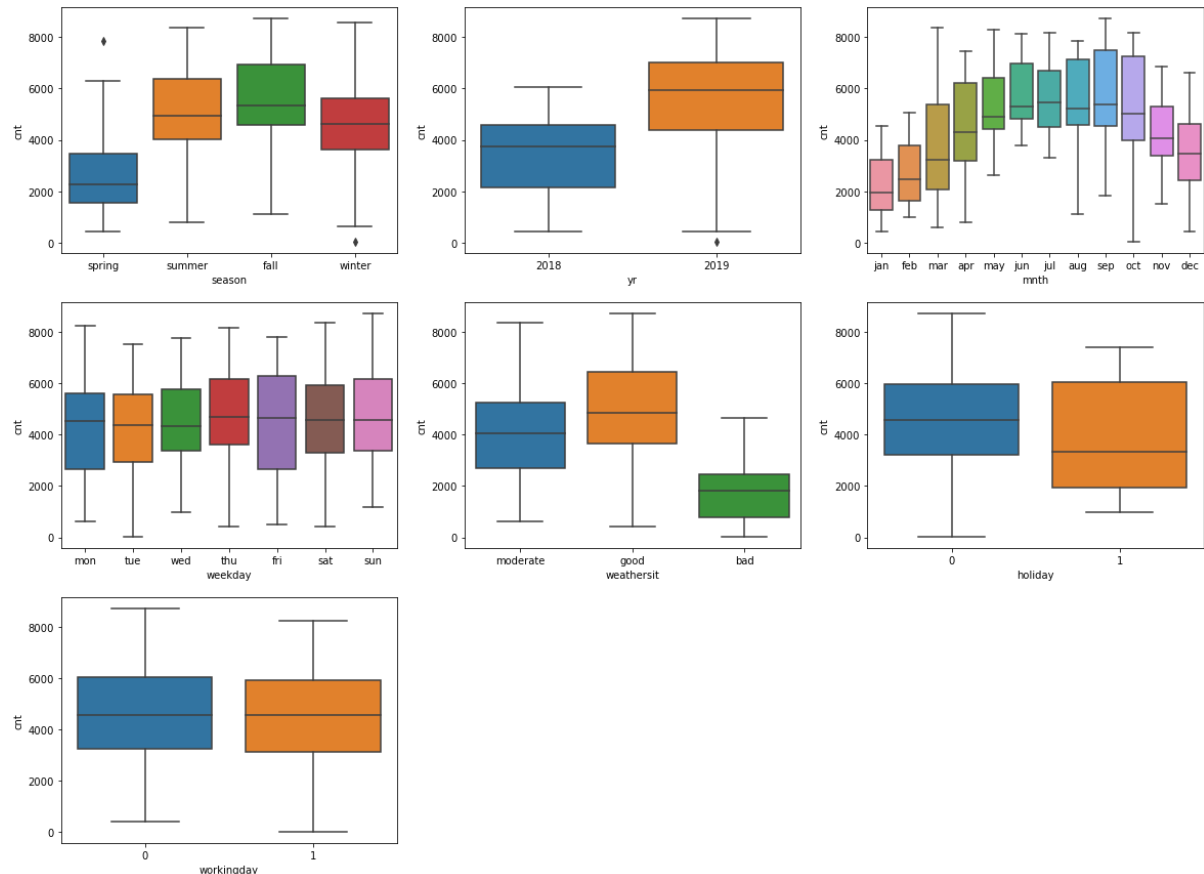 8000
6000
4000
2000
0
cnt
spring summer fall winter
season
8000
6000
4000
2000
0
cnt
2018 2019
yr
8000
6000
4000
2000
0
cnt
jan feb mar apr may jun jul aug sep oct nov dec
mnth
8000
6000
4000
2000
0
cnt
mon tue wed thu fri sat sun
weekday
8000
6000
4000
2000
0
cnt
moderate good bad
weathersit
8000
6000
4000
2000
0
cnt
0 1
holiday
8000
6000
4000
2000
0
cnt
0 1
workingday